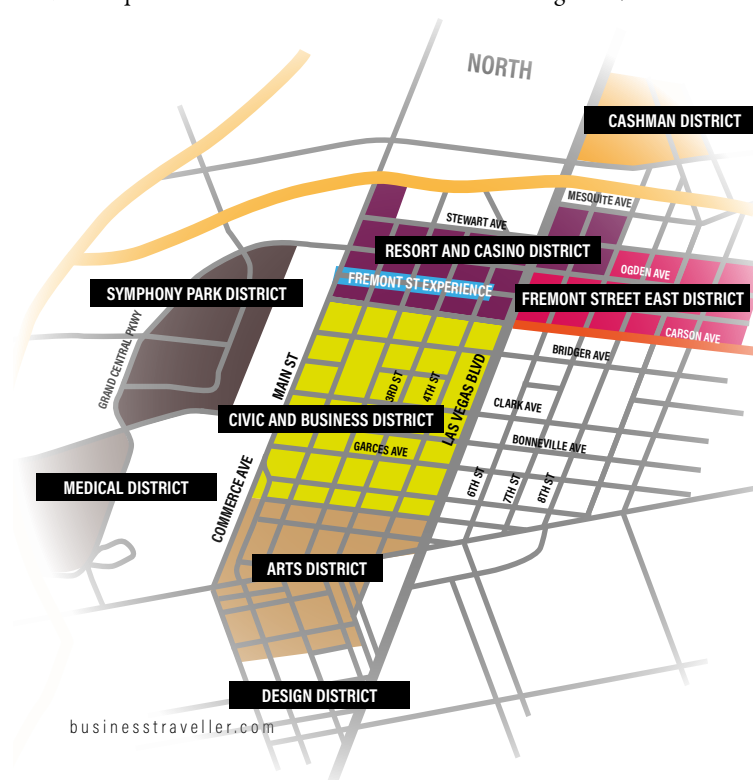 NORTH
CASHMAN DISTRICT
MESQUITE AVE
STEWART AVE
RESORT AND CASINO DISTRICT
OGDEN AVE
SYMPHONY PARK DISTRICT
FREMONT ST EXPERIENCE
FREMONT STREET EAST DISTRICT
CARSON AVE
GRAND CENTRAL PKWY
BRIDGER AVE
MAIN ST
3RD ST
4TH ST
LAS VEGAS BLVD
CLARK AVE
CIVIC AND BUSINESS DISTRICT
BONNEVILLE AVE
GARCES AVE
MEDICAL DISTRICT
COMMERCE AVE
6TH ST
7TH ST
8TH ST
ARTS DISTRICT
DESIGN DISTRICT
businesstraveller.com